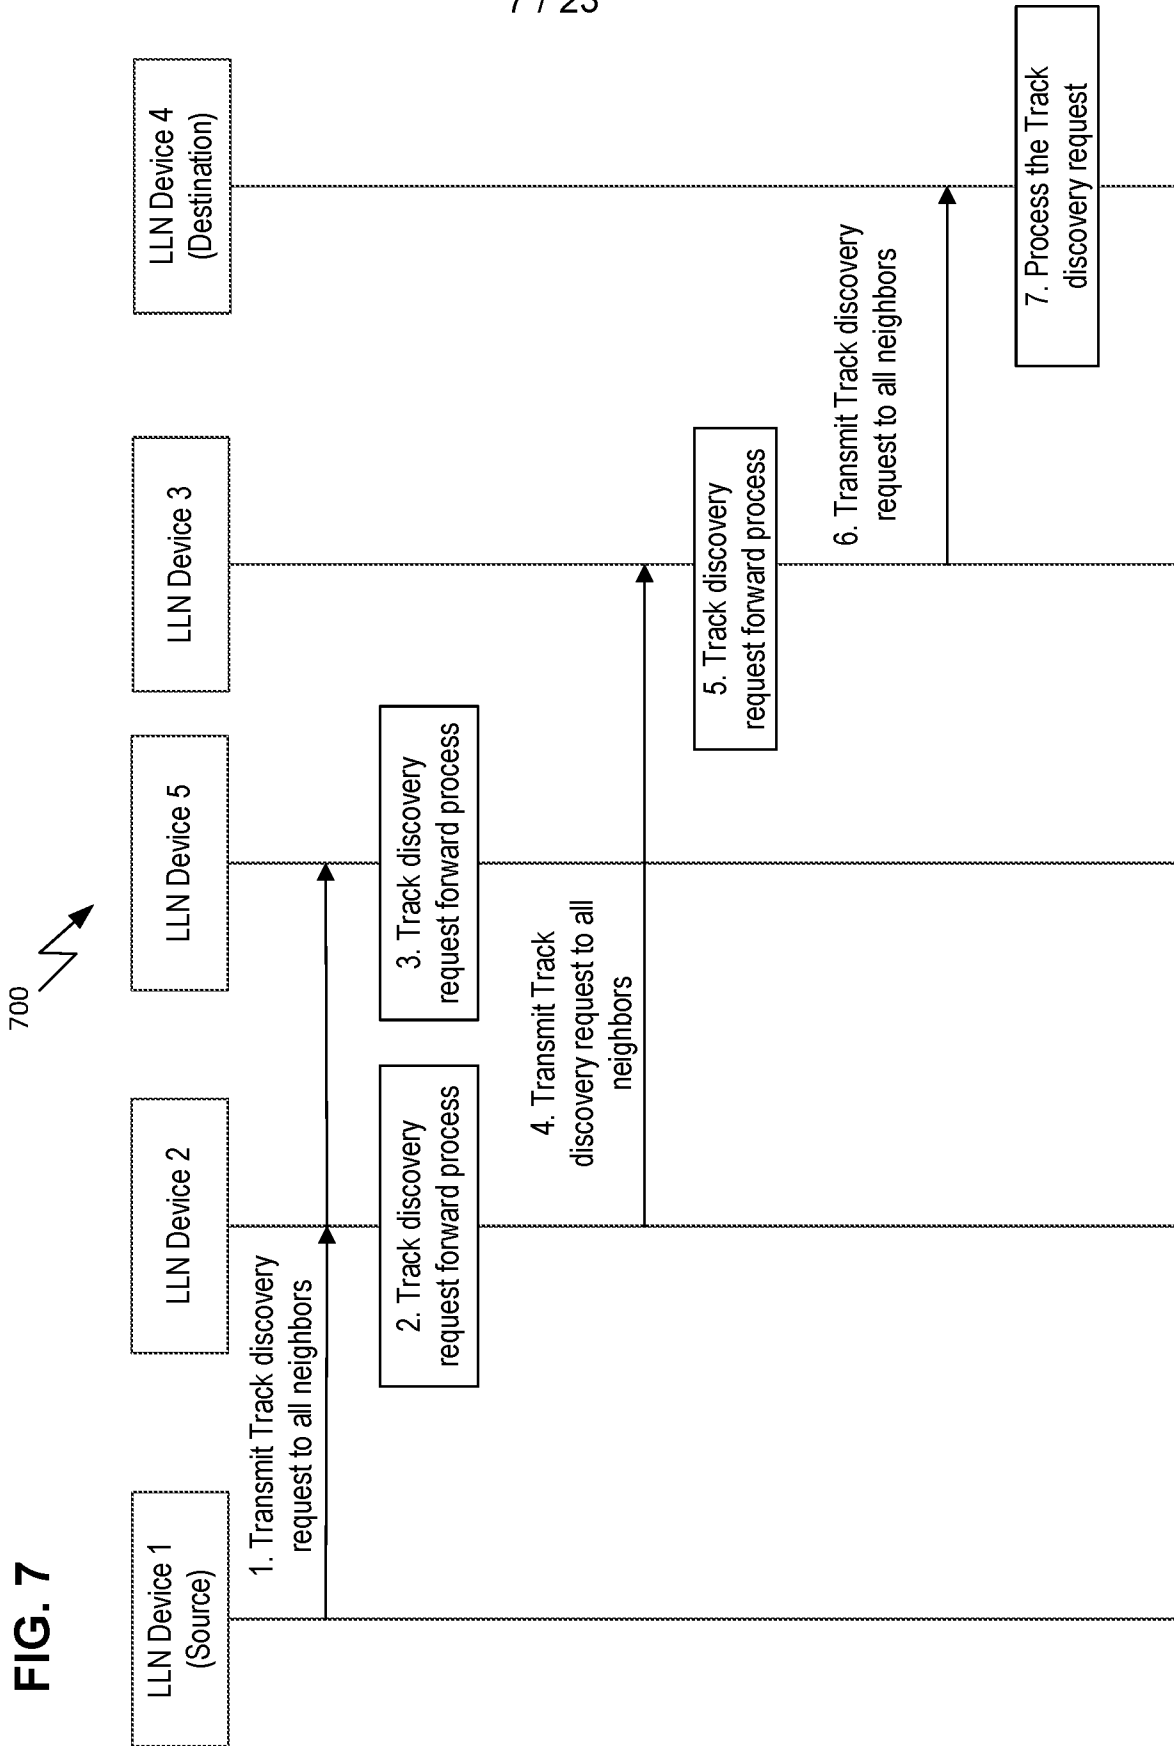 7 / 23
FIG. 7
700
LLN Device 1
(Source)
LLN Device 2
LLN Device 5
LLN Device 3
LLN Device 4
(Destination)
1. Transmit Track discovery
request to all neighbors
2. Track discovery
request forward process
3. Track discovery
request forward process
4. Transmit Track
discovery request to all
neighbors
5. Track discovery
request forward process
6. Transmit Track discovery
request to all neighbors
7. Process the Track
discovery request